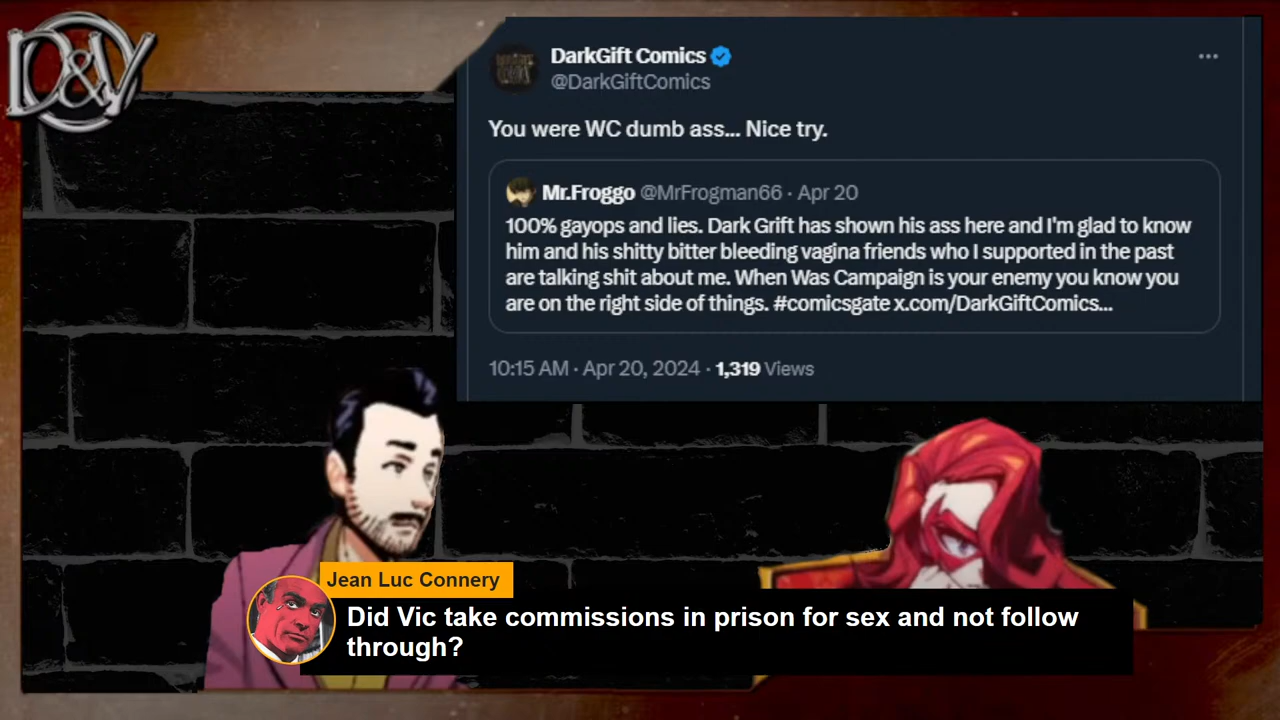 D&Y
DarkGift Comics
@DarkGiftComics
You were WC dumb ass... Nice try.
Mr.Froggo @MrFrogman66 · Apr 20
100% gayops and lies. Dark Grift has shown his ass here and I'm glad to know
him and his shitty bitter bleeding vagina friends who I supported in the past
are talking shit about me. When Was Campaign is your enemy you know you
are on the right side of things. #comicsgate x.com/DarkGiftComics...
10:15 AM · Apr 20, 2024 · 1,319 Views
Jean Luc Connery
Did Vic take commissions in prison for sex and not follow
through?